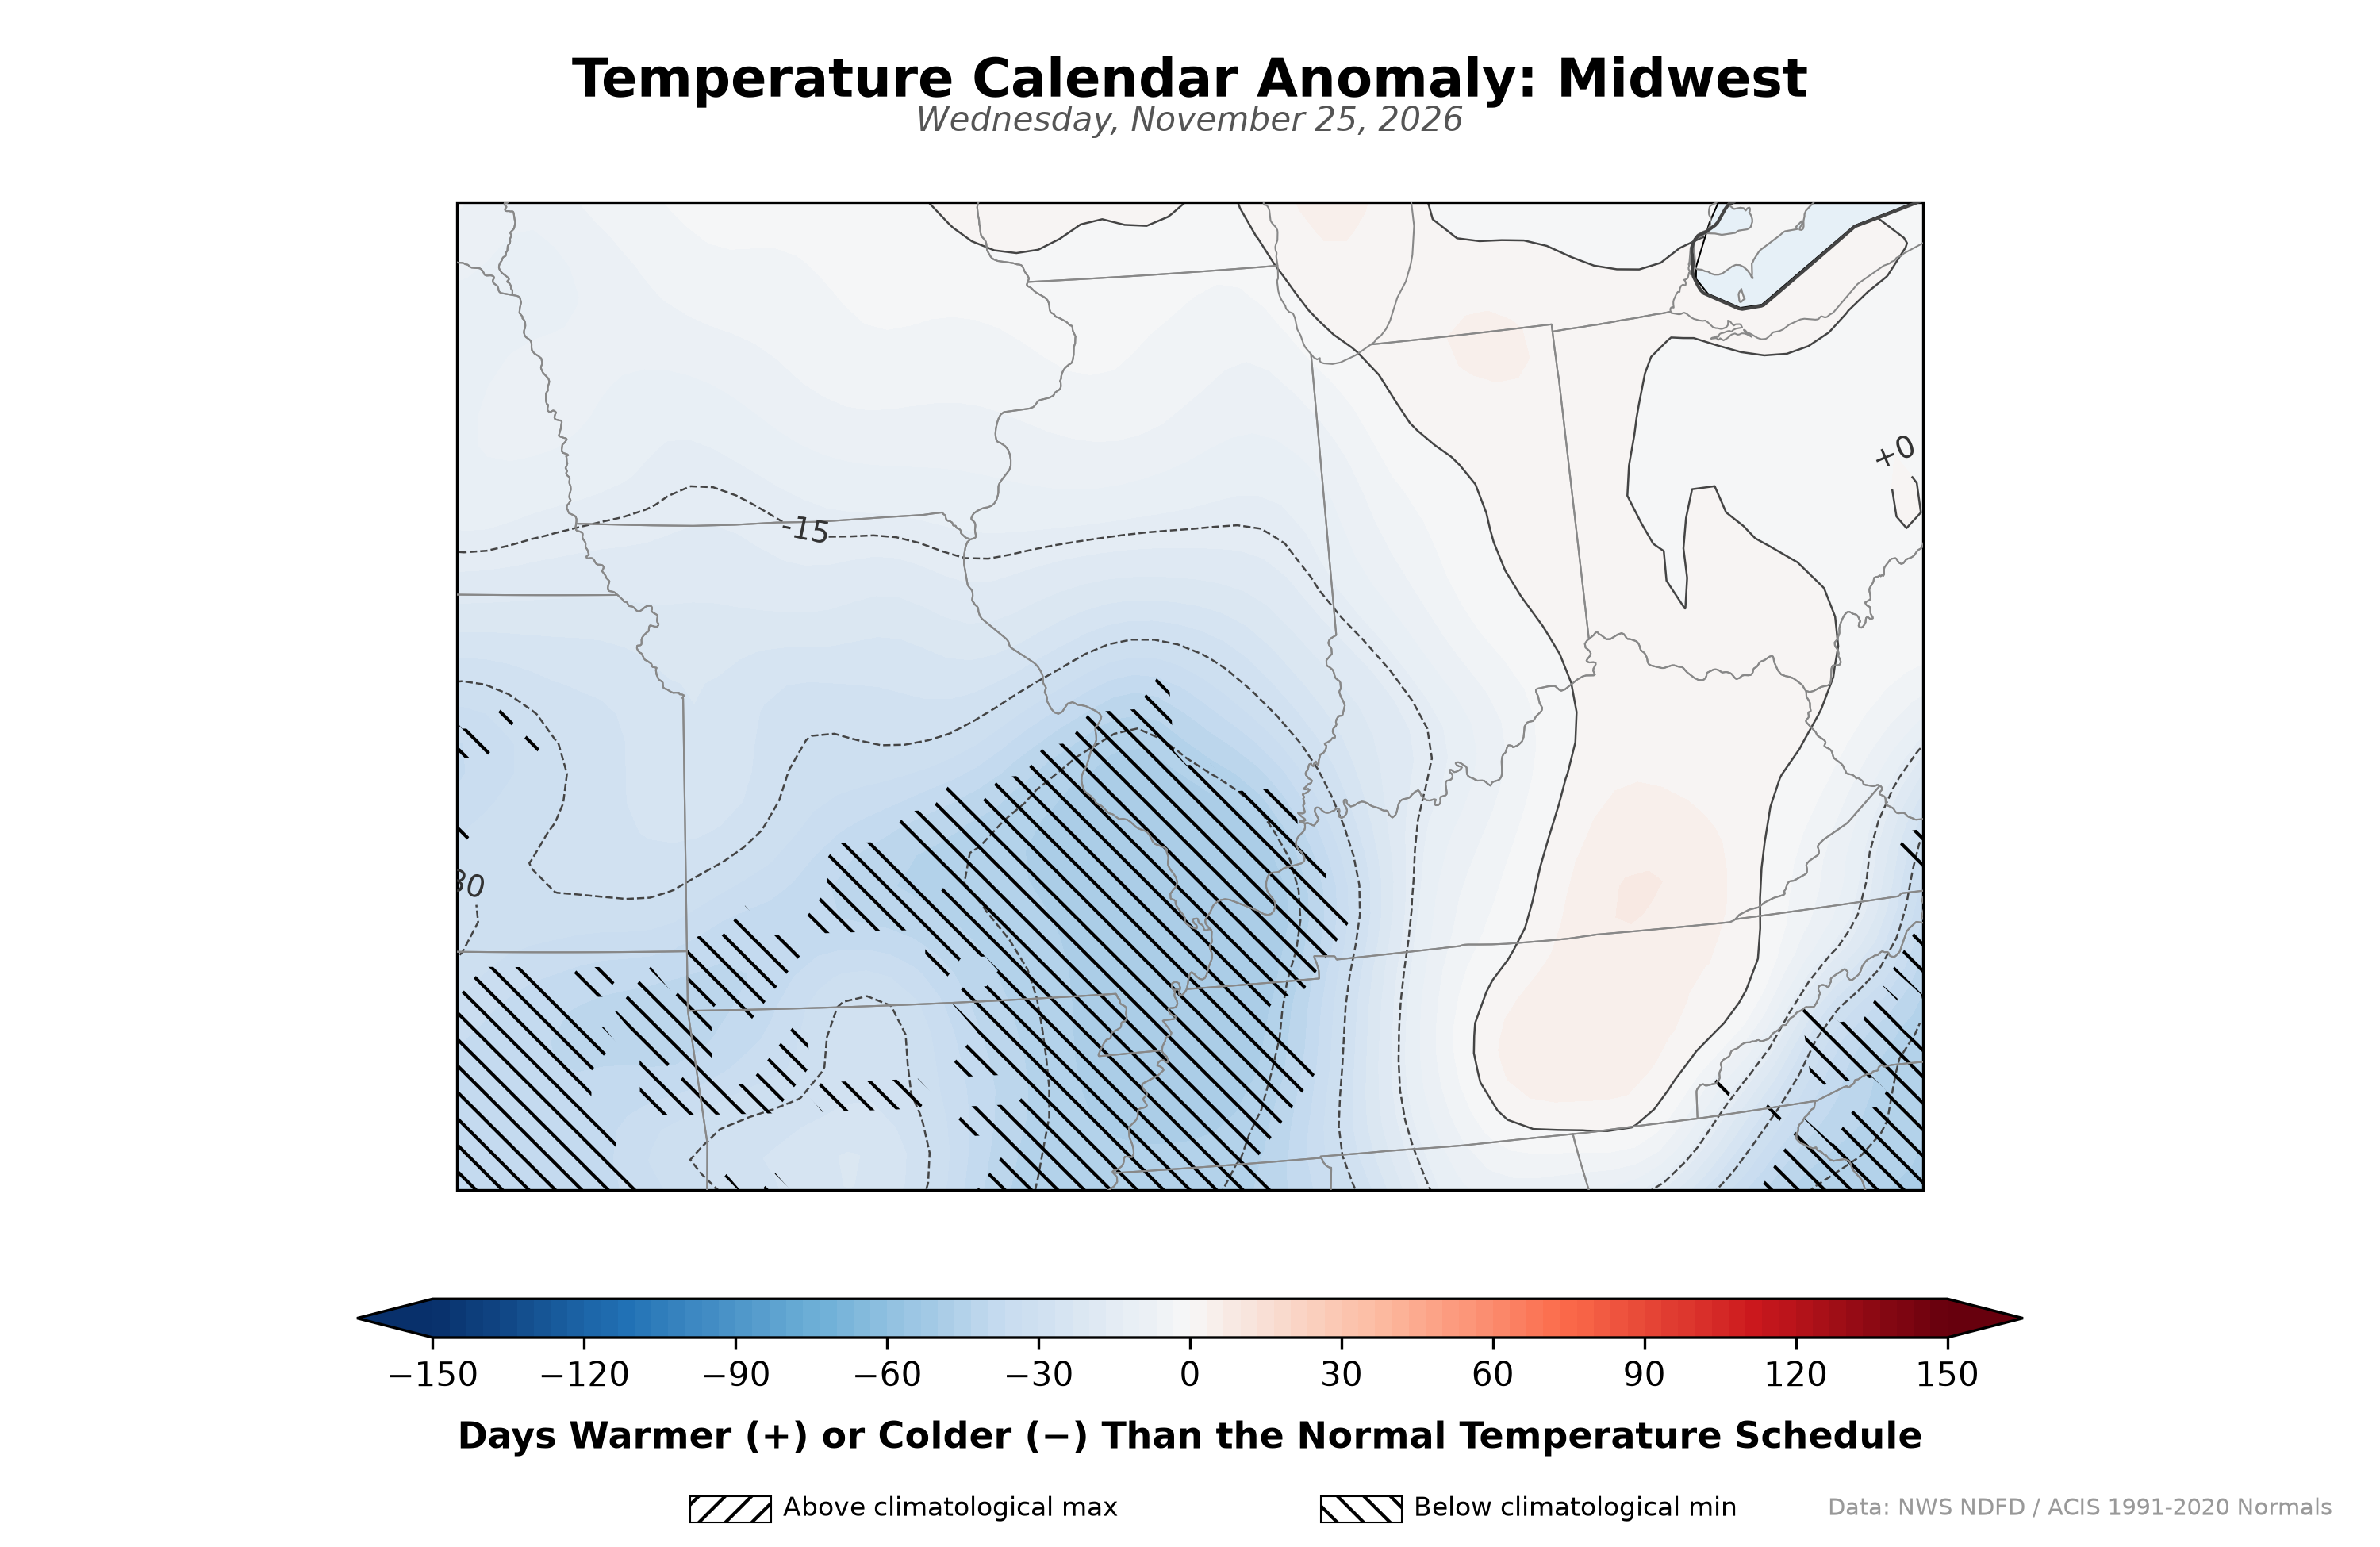 Temperature Calendar Anomaly: Midwest
Wednesday, November 25, 2026
+0
-15
30
−150 −120 −90 −60 −30 0 30 60 90 120 150
Days Warmer (+) or Colder (−) Than the Normal Temperature Schedule
Above climatological max
Below climatological min
Data: NWS NDFD / ACIS 1991-2020 Normals